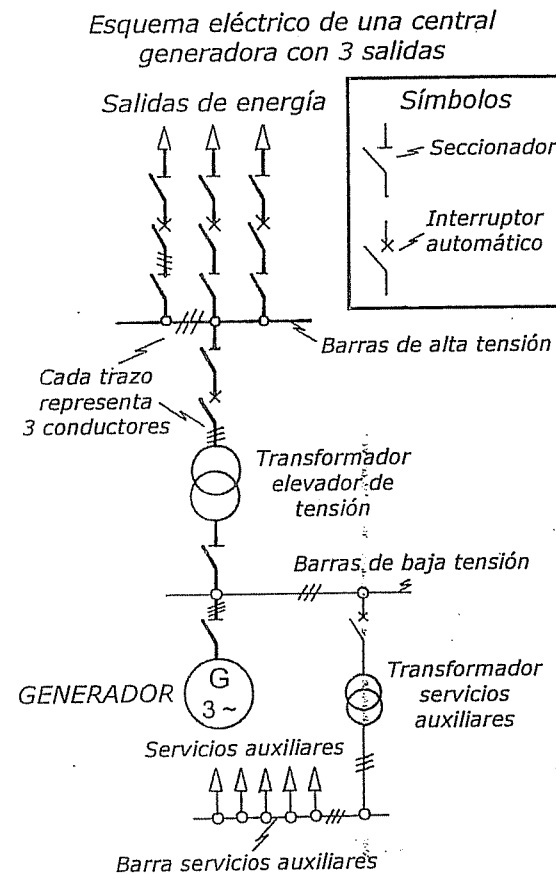 Esquema eléctrico de una central
generadora con 3 salidas
Salidas de energía
Símbolos
Seccionador
Interruptor
automático
Barras de alta tensión
Cada trazo
representa
3 conductores
Transformador
elevador de
tensión
Barras de baja tensión
GENERADOR
G
3 ~
Transformador
servicios
auxiliares
Servicios auxiliares
Barra servicios auxiliares